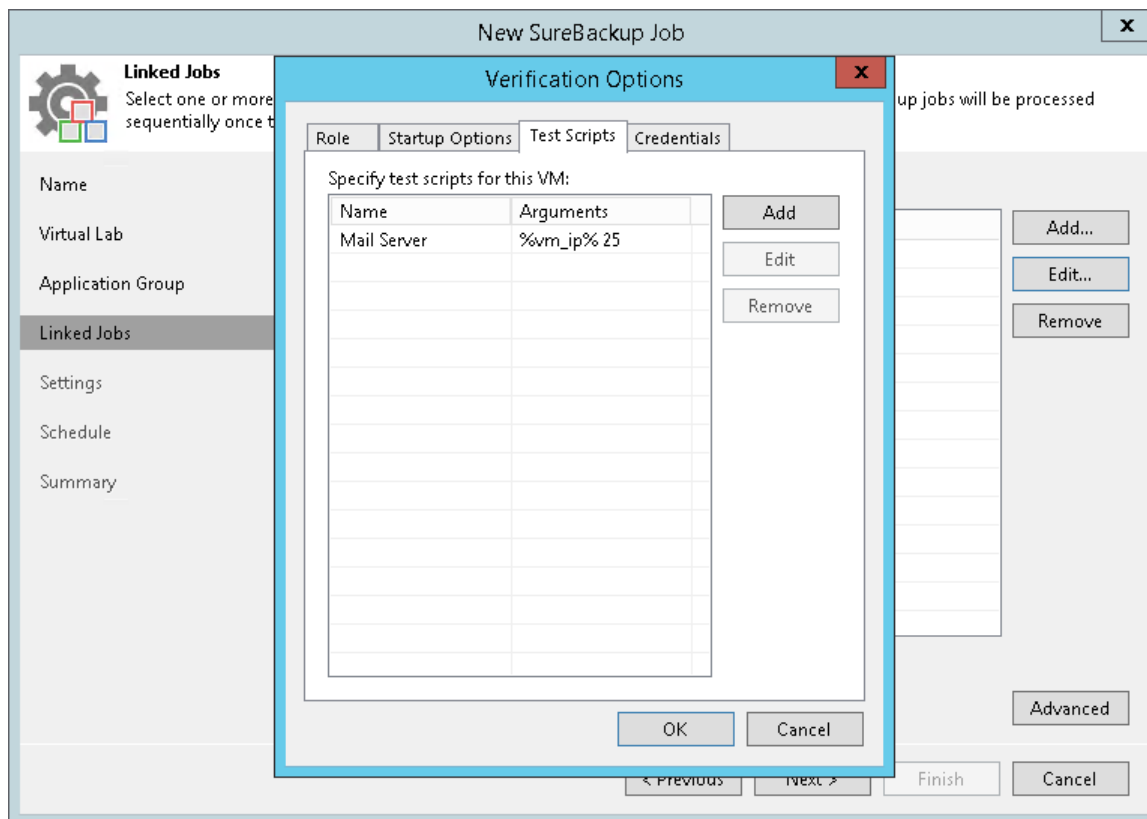 New SureBackup Job
x
Linked Jobs
Select one or more
up jobs will be processed
sequentially once t
Name
Virtual Lab
Application Group
Linked Jobs
Settings
Schedule
Summary
Verification Options
x
Role
Startup Options
Test Scripts
Credentials
Specify test scripts for this VM:
Name Arguments
Mail Server %vm_ip% 25
Add
Edit
Remove
OK
Cancel
Add...
Edit...
Remove
Advanced
< Previous
Next >
Finish
Cancel